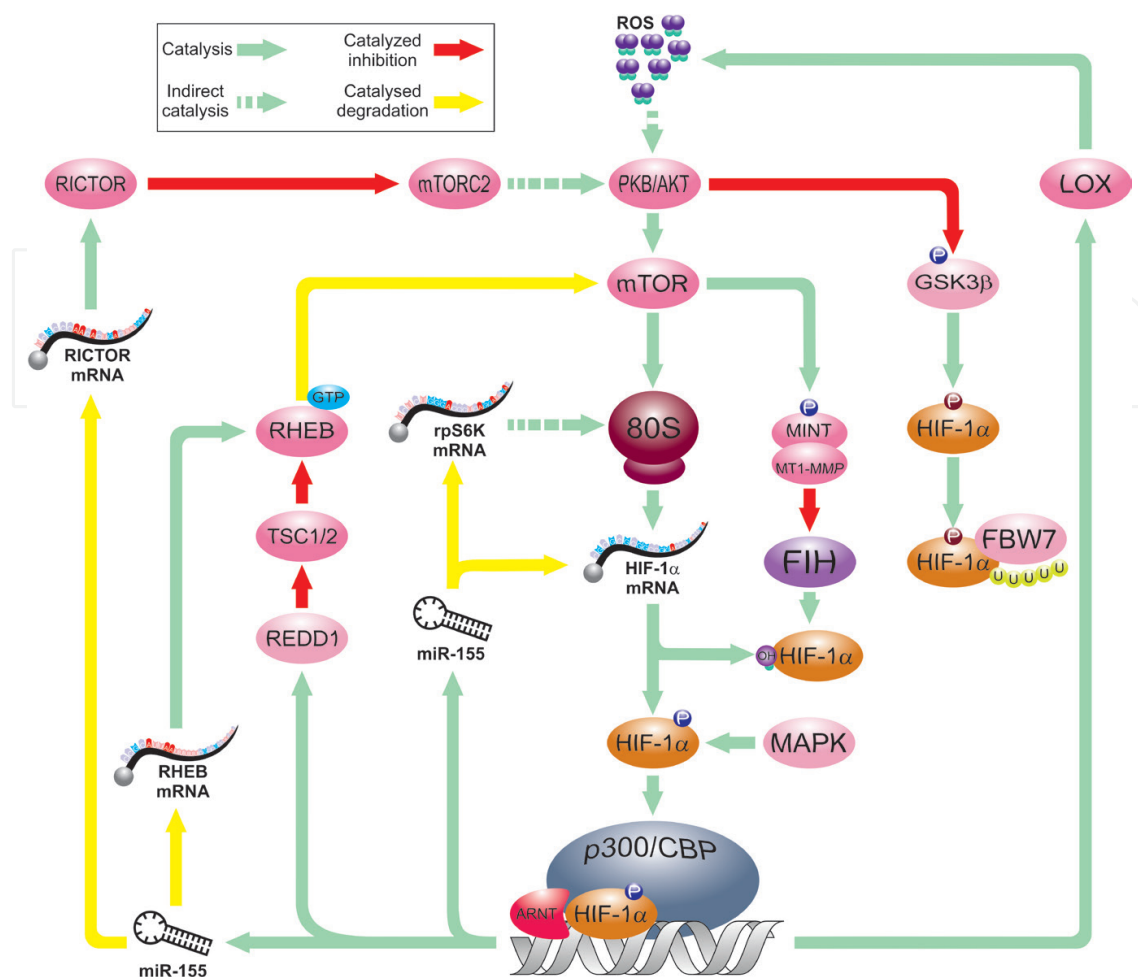 ROS
Catalysis
Catalyzed
inhibition
Indirect
catalysis
Catalysed
degradation
RICTOR
mTORC2
PKB/AKT
LOX
P
GSK3β
mTOR
RICTOR
mRNA
GTP
RHEB
rpS6K
mRNA
80S
P
MINT
MT1-MMP
P
HIF-1α
TSC1/2
HIF-1α
mRNA
FIH
P
HIF-1α
FBW7
U U U U U
REDD1
miR-155
OH
HIF-1α
P
HIF-1α
MAPK
RHEB
mRNA
p300/CBP
P
ARNT
HIF-1α
miR-155